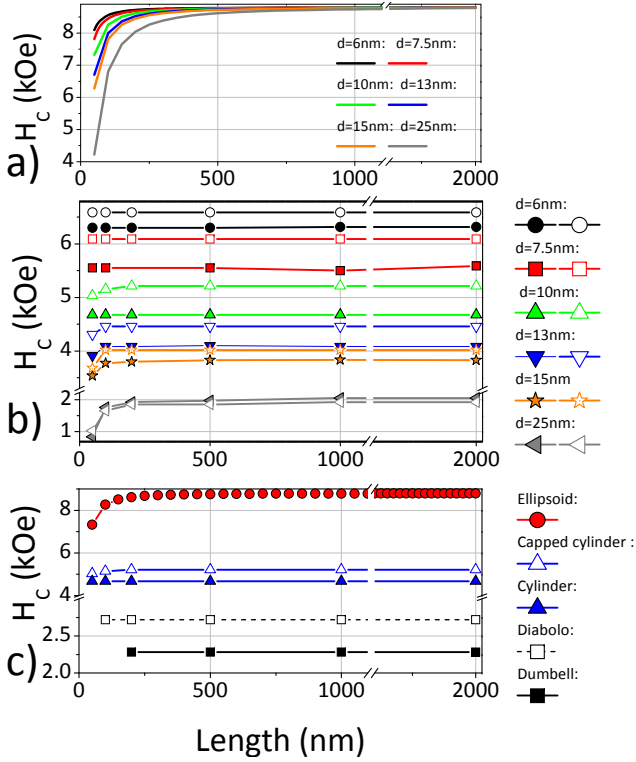 8
7
6
5
4
H_C (kOe)
a)
d=6nm: d=7.5nm:
d=10nm: d=13nm:
d=15nm: d=25nm:
0 500 1000 2000
6
5
4
2
1
H_C (kOe)
b)
0 500 1000 2000
d=6nm:
d=7.5nm:
d=10nm:
d=13nm:
d=15nm
d=25nm:
8
6
4
2.5
2.0
H_C (kOe)
c)
0 500 1000 2000
Ellipsoid:
Capped cylinder :
Cylinder:
Diabolo:
Dumbell:
Length (nm)